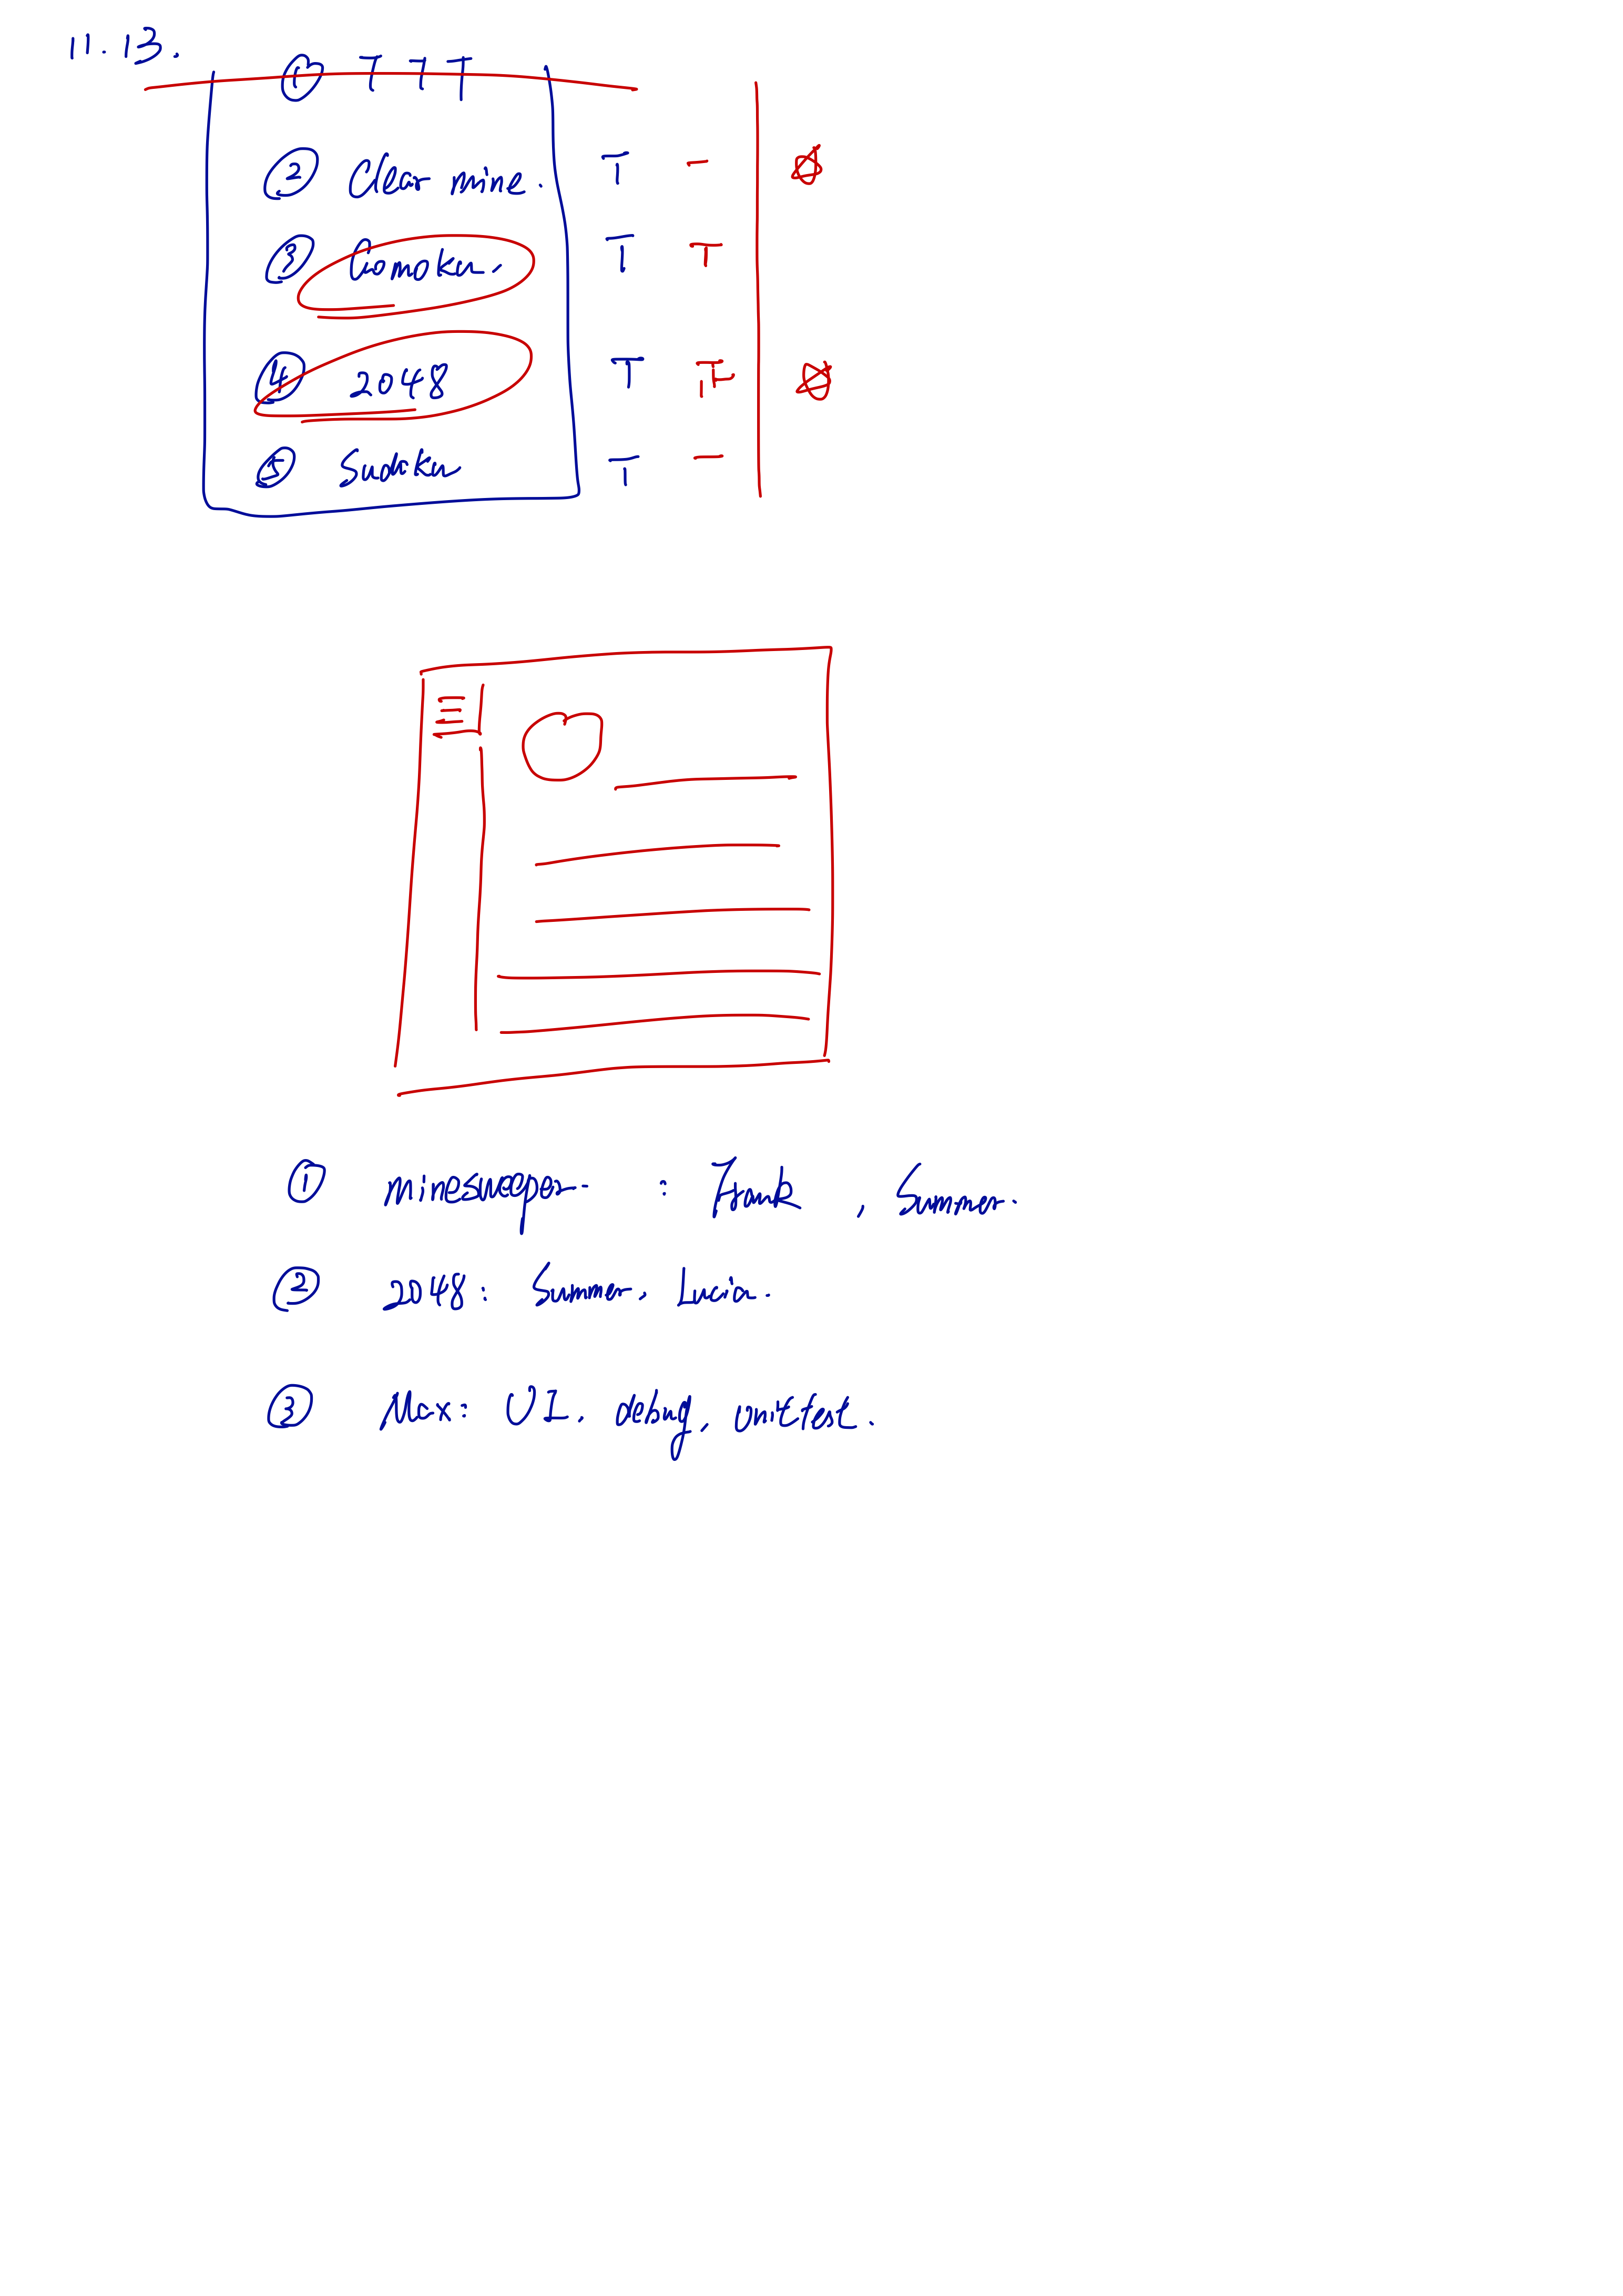 11.13.
① T T T
② Clear mine. T -
③ Gomoku. T T
④ 2048 T
⑤ Sudoku T -
① minesweeper : Frank, Summer.
② 2048: Summer, Lucia.
③ Max: UI, debug, unittest.